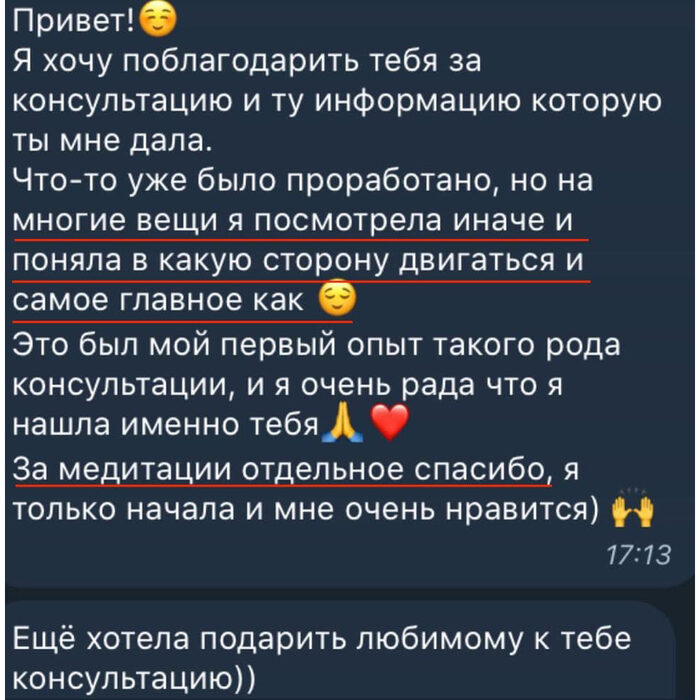 Привет!☺️
Я хочу поблагодарить тебя за
консультацию и ту информацию которую
ты мне дала.
Что-то уже было проработано, но на
многие вещи я посмотрела иначе и
поняла в какую сторону двигаться и
самое главное как 😌
Это был мой первый опыт такого рода
консультации, и я очень рада что я
нашла именно тебя🙏❤️
За медитации отдельное спасибо, я
только начала и мне очень нравится) 🙌
17:13
Ещё хотела подарить любимому к тебе
консультацию))